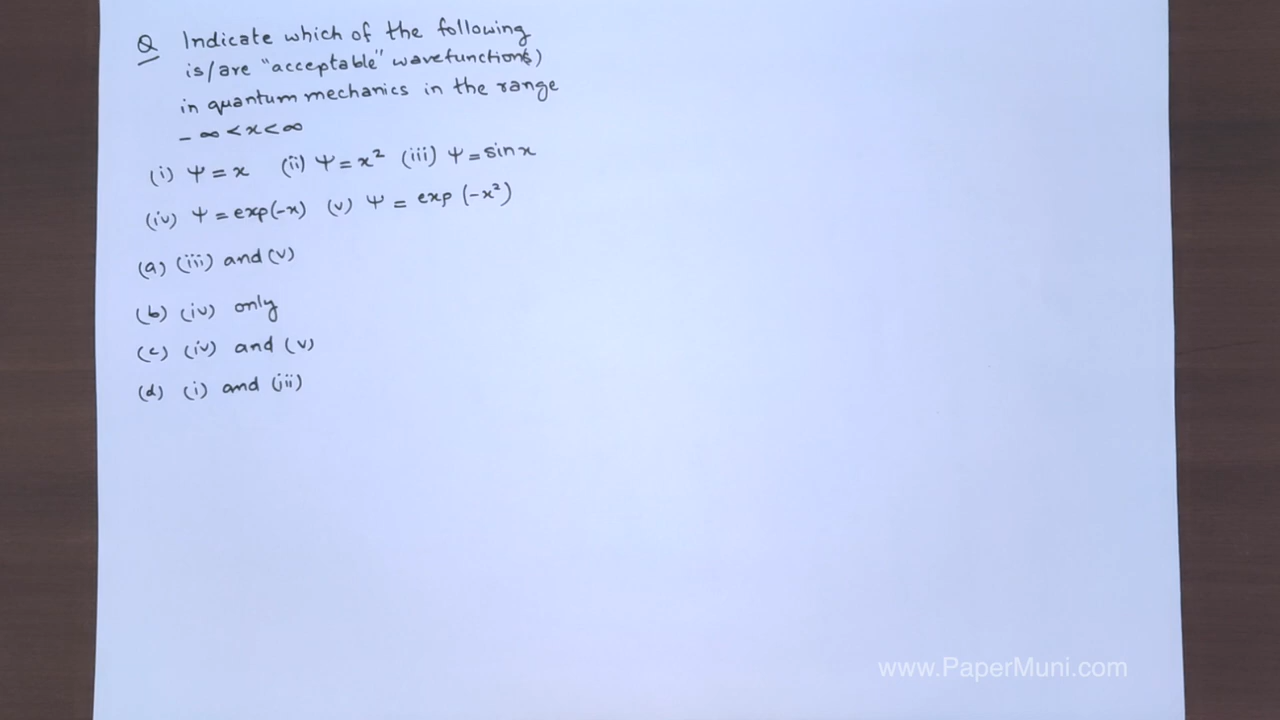 Q Indicate which of the following
is/are "acceptable" wavefunction(s)
in quantum mechanics in the range
- ∞ < x < ∞
(i) Ψ = x (ii) Ψ = x² (iii) Ψ = sin x
(iv) Ψ = exp(-x) (v) Ψ = exp (-x²)
(a) (iii) and (v)
(b) (iv) only
(c) (iv) and (v)
(d) (i) and (iii)
www.PaperMuni.com